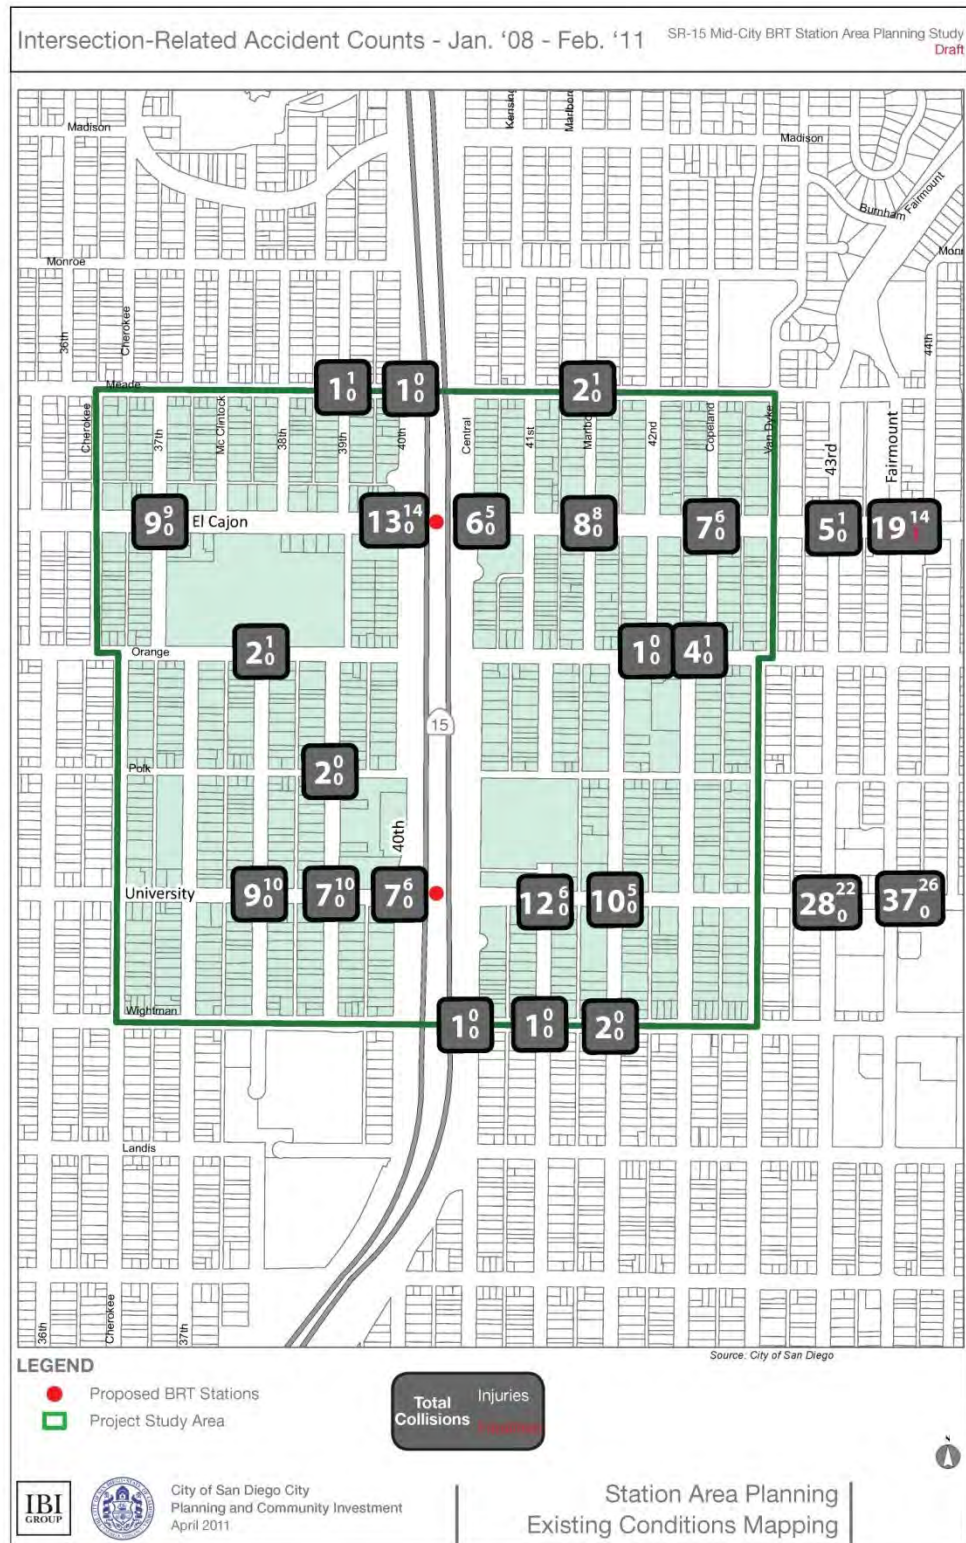 Intersection-Related Accident Counts - Jan. ‘08 - Feb. ‘11
SR-15 Mid-City BRT Station Area Planning Study
Draft
Madison
Kensing
Marlboro
Madison
Burnham
Fairmount
Monroe
Monr
36th
Cherokee
44th
Meade
1 1 0
1 0 0
2 1 0
Cherokee
37th
Mc Clintock
38th
39th
40th
Central
41st
Marlbo
42nd
Copeland
Van Dyke
43rd
Fairmount
9 9 0
El Cajon
13 14 0
6 5 0
8 8 0
7 6 0
5 1 0
19 14 1
Orange
2 1 0
1 0 0
4 1 0
15
Polk
2 0 0
40th
University
9 10 0
7 10 0
7 6 0
12 6 0
10 5 0
28 22 0
37 26 0
Wightman
1 0 0
1 0 0
2 0 0
Landis
36th
Cherokee
37th
Source: City of San Diego
LEGEND
Proposed BRT Stations
Project Study Area
Total
Collisions
Injuries
IBI
GROUP
City of San Diego City
Planning and Community Investment
April 2011
Station Area Planning
Existing Conditions Mapping